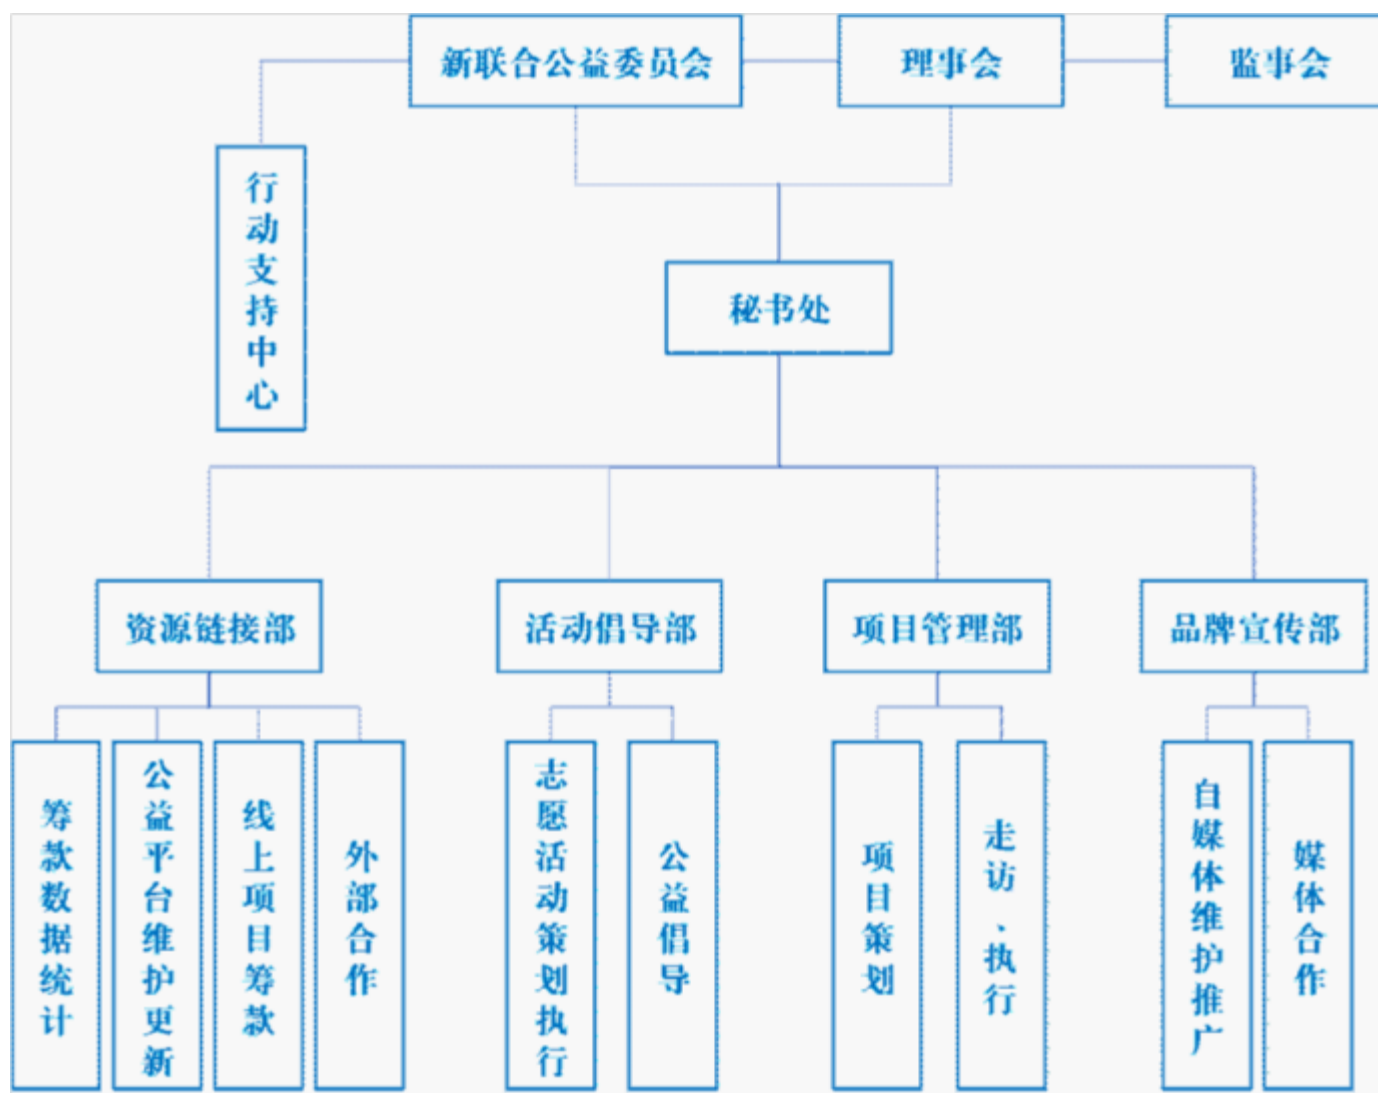 新联合公益委员会
理事会
监事会
行动支持中心
秘书处
资源链接部
活动倡导部
项目管理部
品牌宣传部
筹款数据统计
公益平台维护更新
线上项目筹款
外部合作
志愿活动策划执行
公益倡导
项目策划
走访、执行
自媒体维护推广
媒体合作